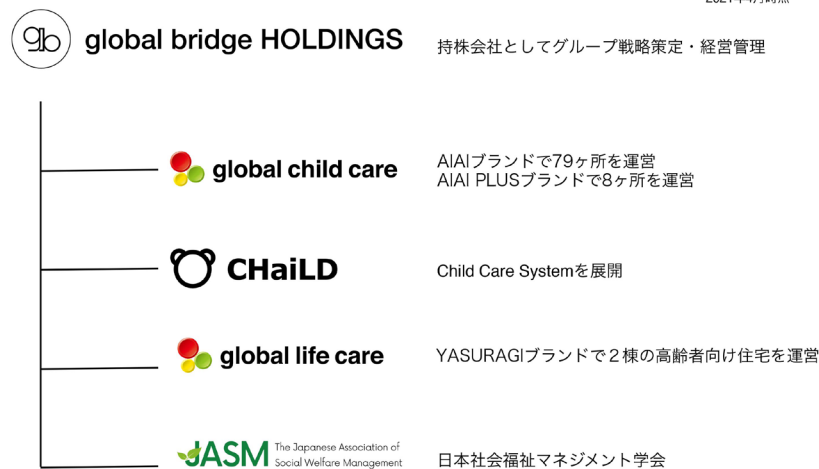 global bridge HOLDINGS
持株会社としてグループ戦略策定・経営管理
global child care
AIAIブランドで79ヶ所を運営
AIAI PLUSブランドで8ヶ所を運営
CHaiLD
Child Care Systemを展開
global life care
YASURAGIブランドで２棟の高齢者向け住宅を運営
JASM
The Japanese Association of
Social Welfare Management
日本社会福祉マネジメント学会